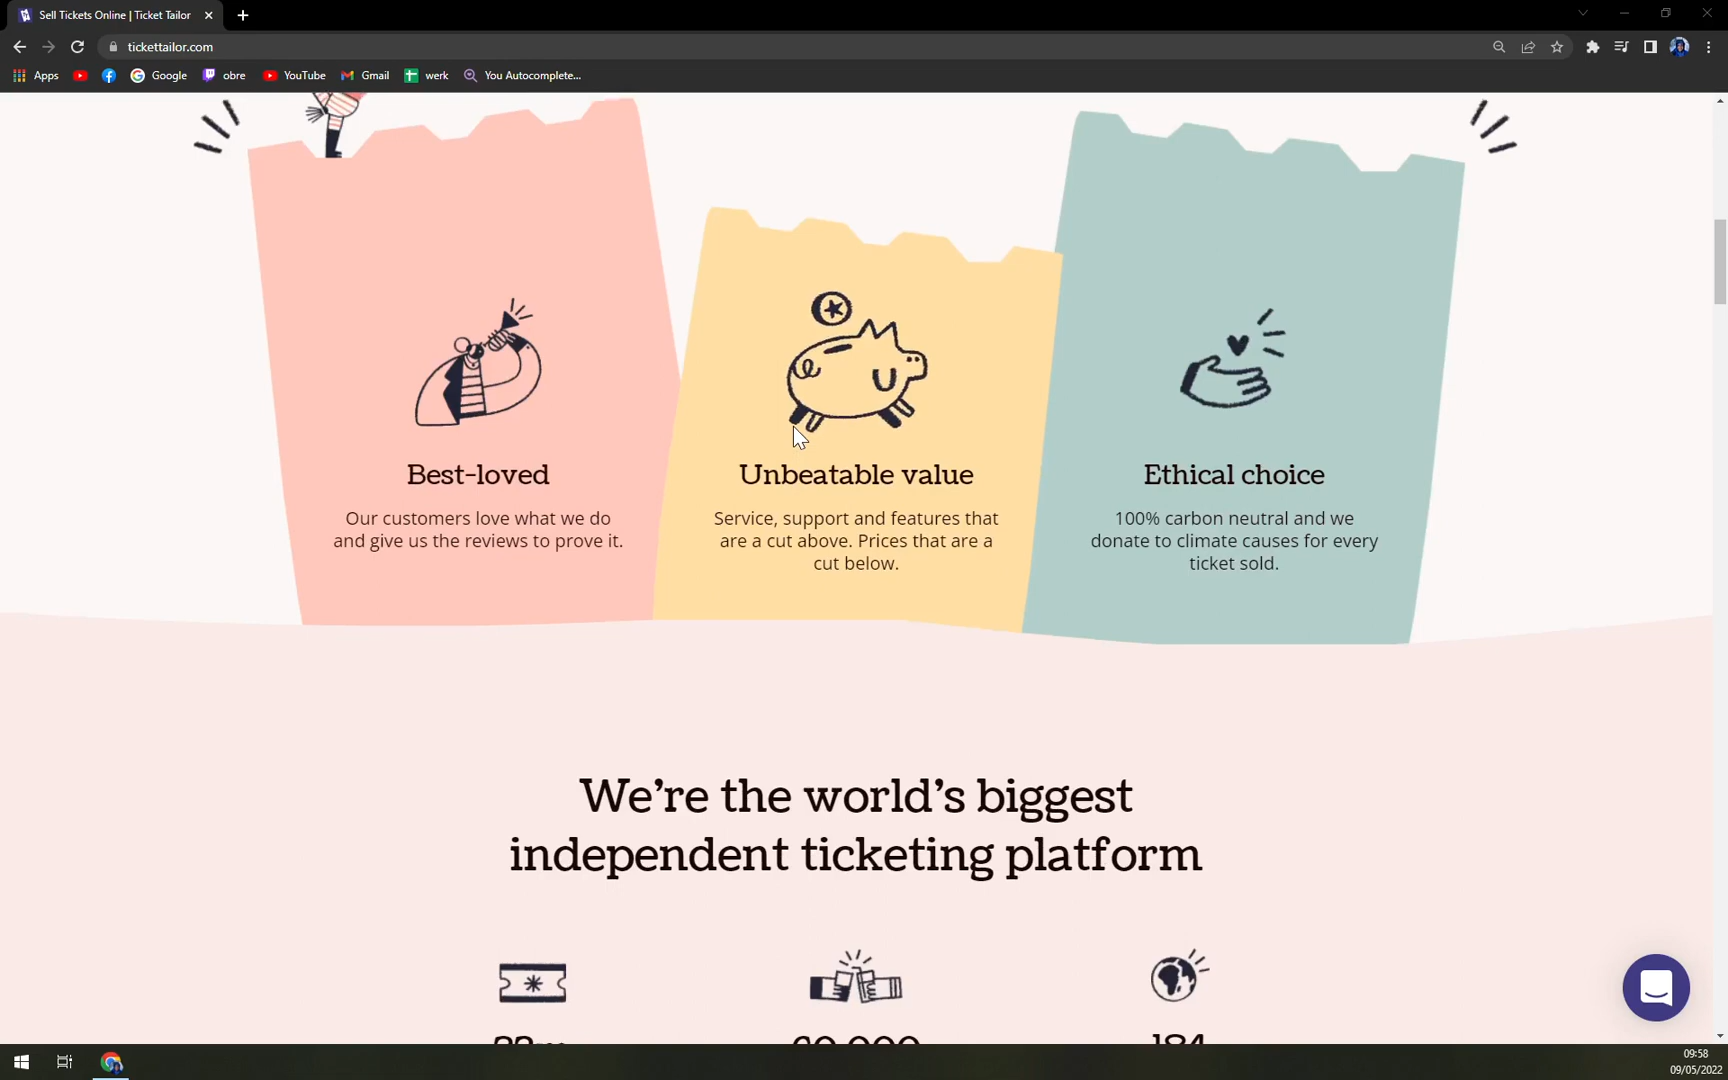 Sell Tickets Online | Ticket Tailor
tickettailor.com
Apps
Google
obre
YouTube
Gmail
werk
You Autocomplete...
Best-loved
Our customers love what we do
and give us the reviews to prove it.
Unbeatable value
Service, support and features that
are a cut above. Prices that are a
cut below.
Ethical choice
100% carbon neutral and we
donate to climate causes for every
ticket sold.
We're the world's biggest
independent ticketing platform
60,000
184
09:58
09/05/2022